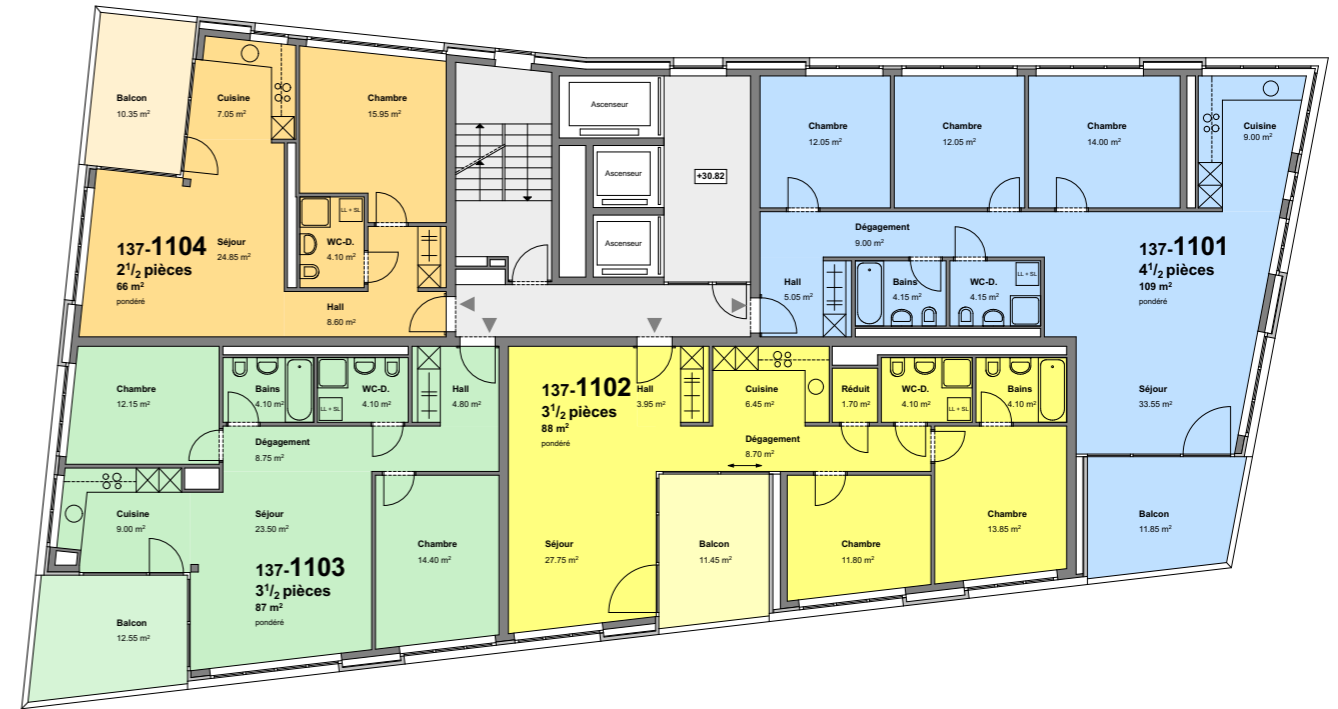 Balcon
10.35 m²
Cuisine
7.05 m²
Chambre
15.95 m²
137-1104
2 1/2 pièces
66 m²
pondéré
Séjour
24.85 m²
LL + SL
WC-D.
4.10 m²
Hall
8.60 m²
Ascenseur
Ascenseur
Ascenseur
+30.82
Chambre
12.05 m²
Chambre
12.05 m²
Chambre
14.00 m²
Cuisine
9.00 m²
Dégagement
9.00 m²
Hall
5.05 m²
Bains
4.15 m²
WC-D.
4.15 m²
LL + SL
137-1101
4 1/2 pièces
109 m²
pondéré
Séjour
33.55 m²
Balcon
11.85 m²
Chambre
12.15 m²
Bains
4.10 m²
WC-D.
4.10 m²
LL + SL
Hall
4.80 m²
Dégagement
8.75 m²
Cuisine
9.00 m²
Séjour
23.50 m²
137-1103
3 1/2 pièces
87 m²
pondéré
Chambre
14.40 m²
Balcon
12.55 m²
137-1102
3 1/2 pièces
88 m²
pondéré
Hall
3.95 m²
Cuisine
6.45 m²
Réduit
1.70 m²
WC-D.
4.10 m²
LL + SL
Bains
4.10 m²
Dégagement
8.70 m²
Séjour
27.75 m²
Balcon
11.45 m²
Chambre
11.80 m²
Chambre
13.85 m²